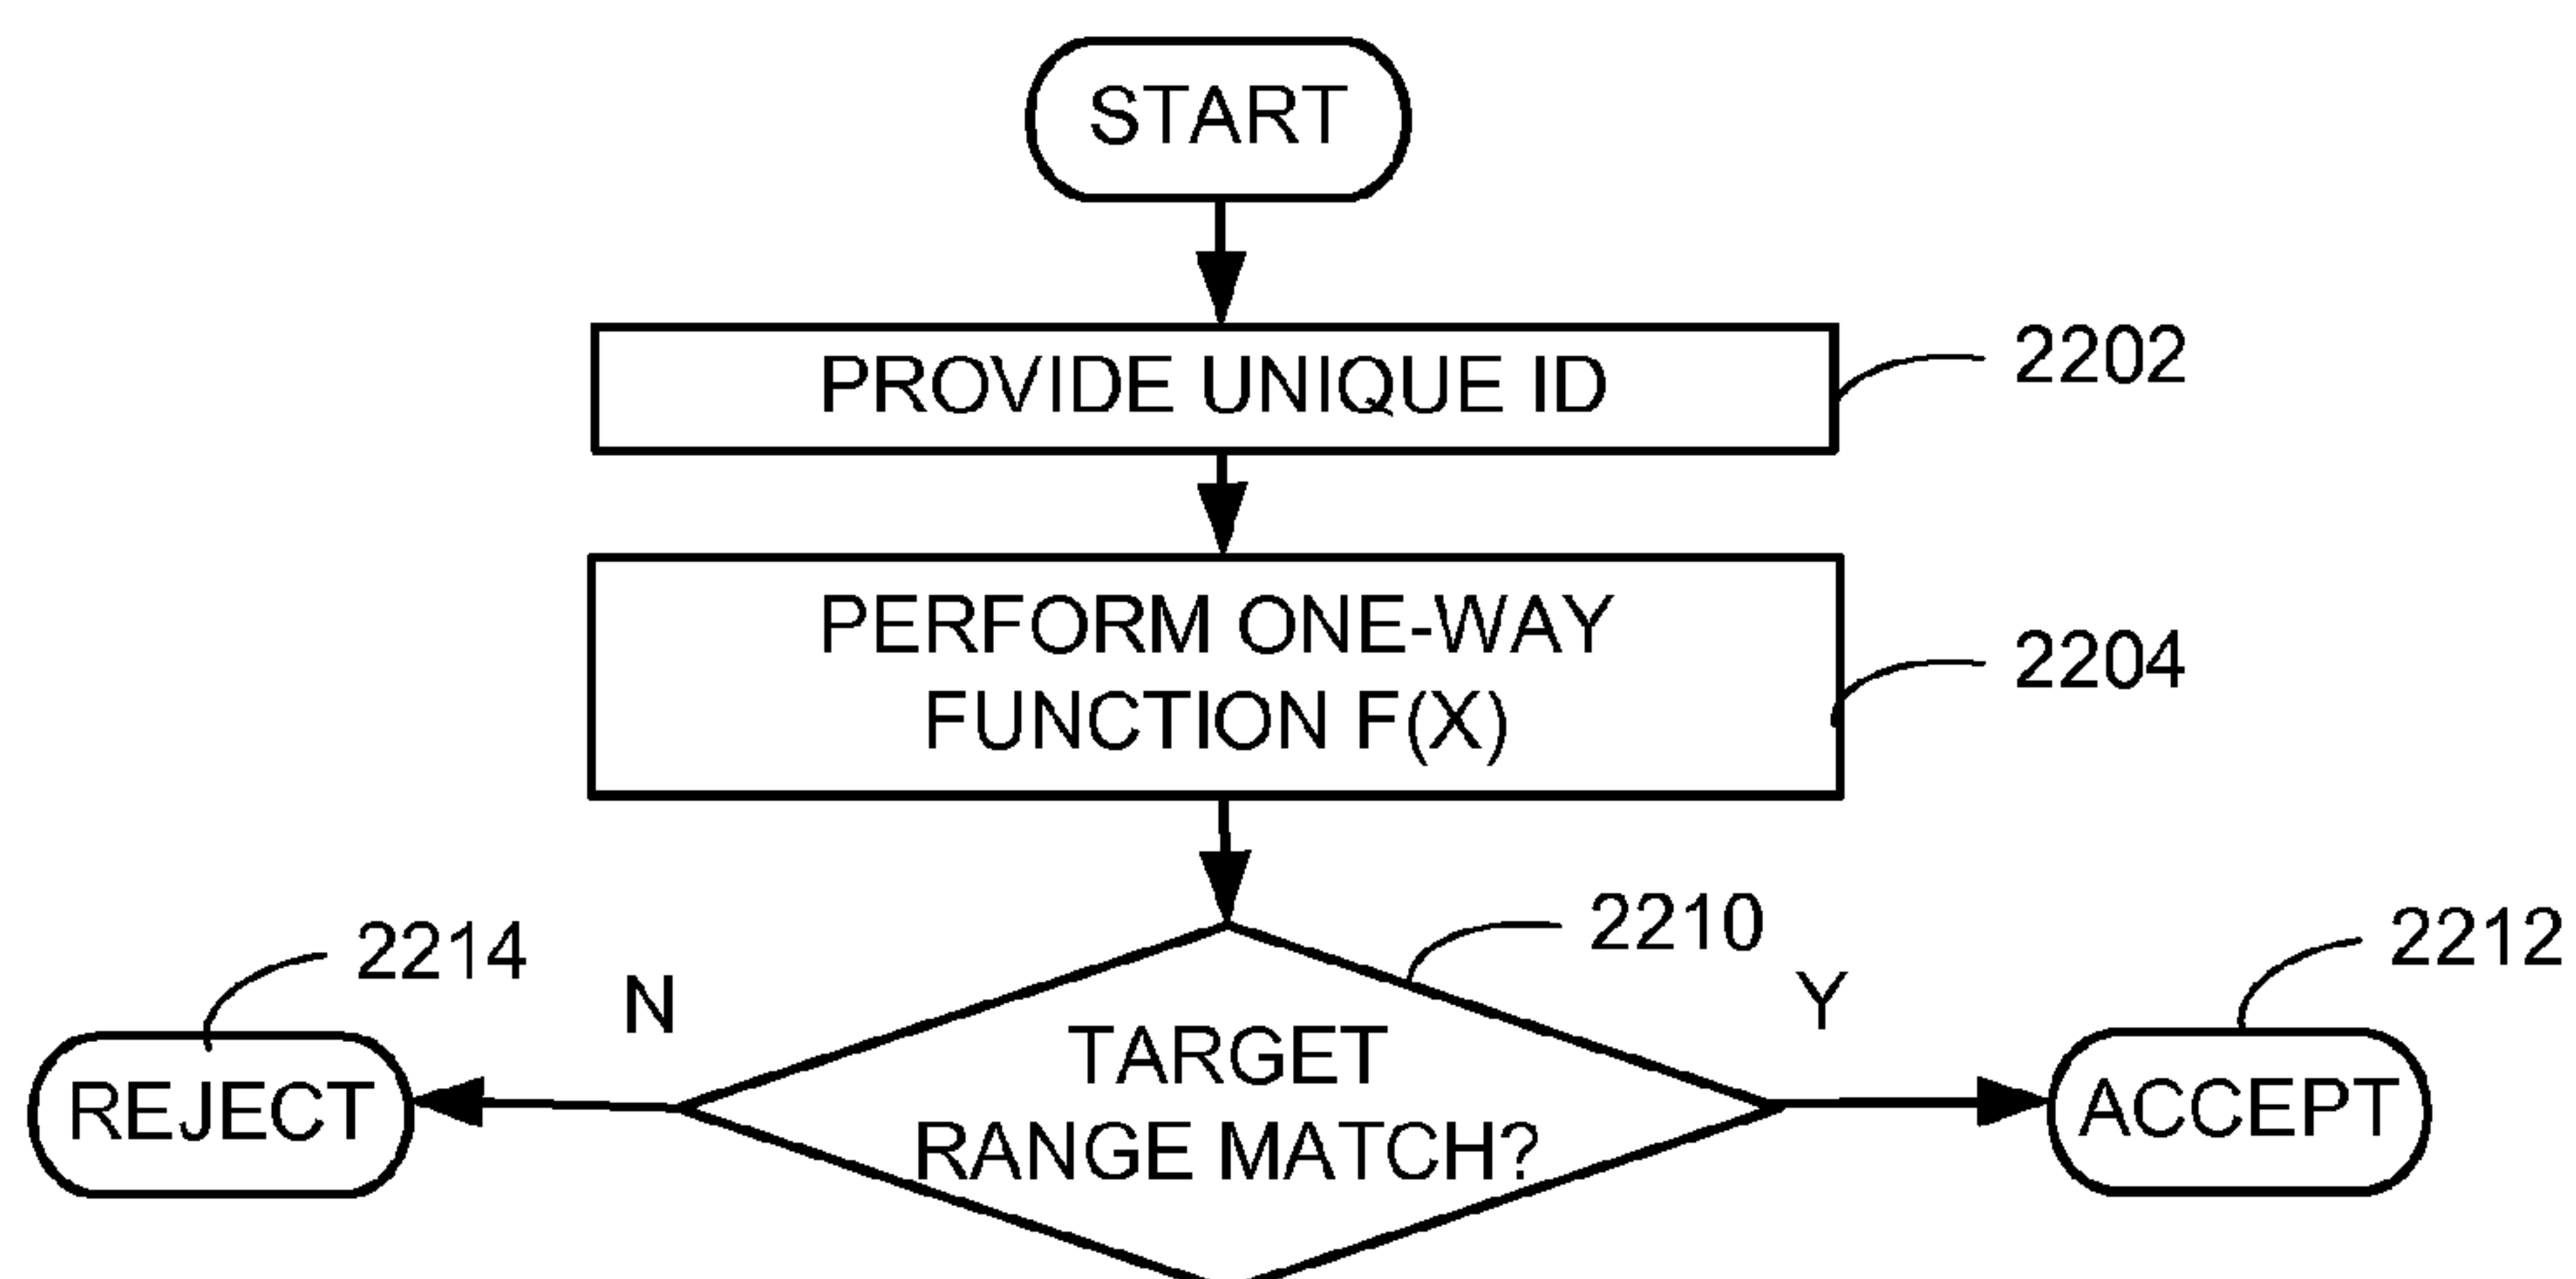 START
PROVIDE UNIQUE ID
2202
PERFORM ONE-WAY
FUNCTION F(X)
2204
2214
N
2210
Y
2212
REJECT
TARGET
RANGE MATCH?
ACCEPT